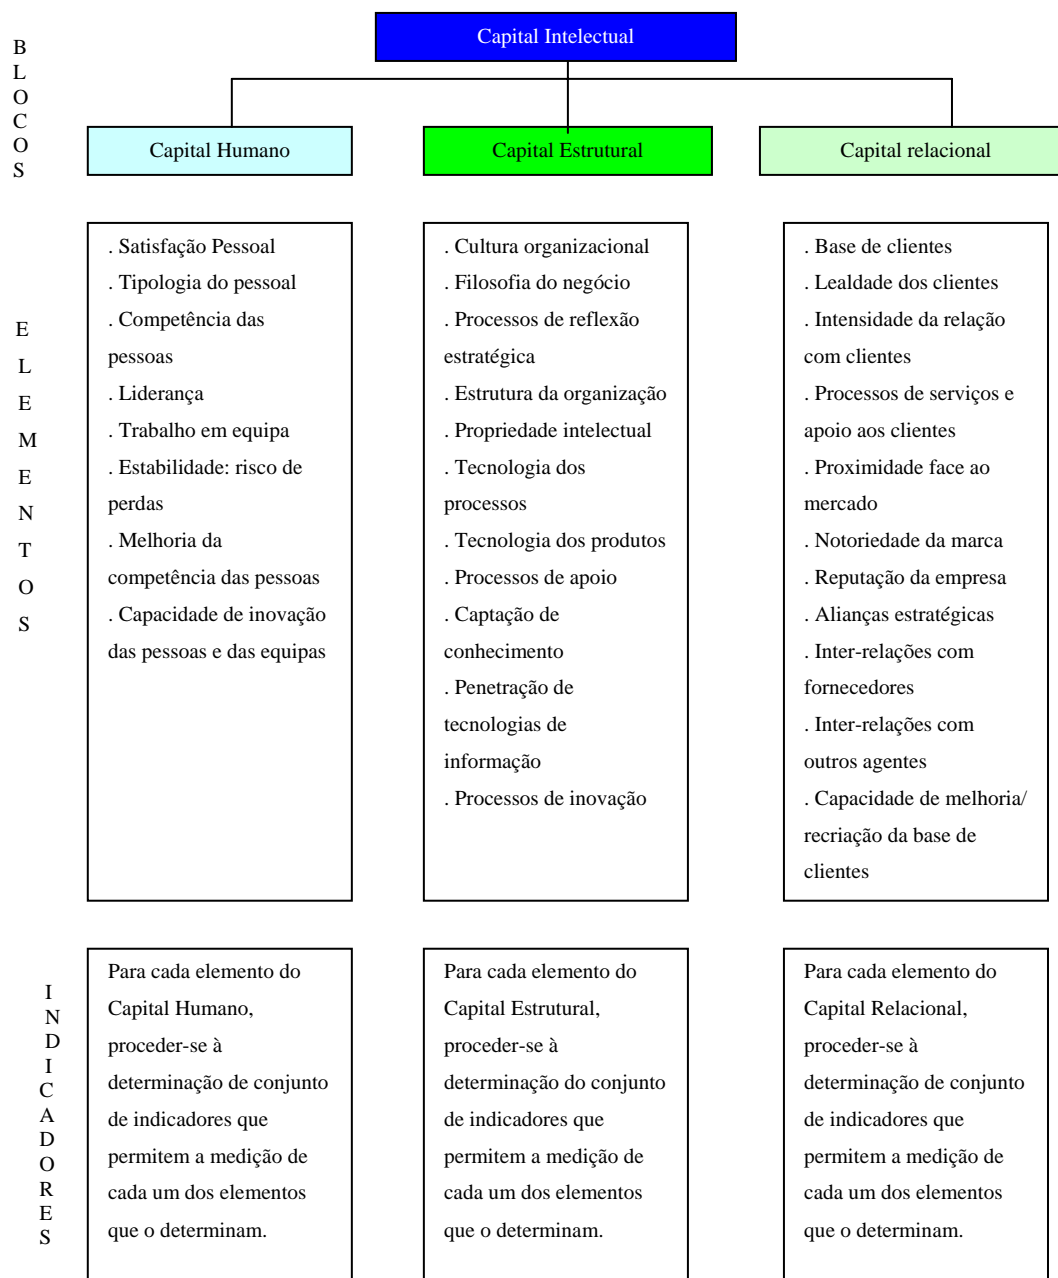 BLOCOS
Capital Intelectual
Capital Humano
Capital Estrutural
Capital relacional
ELEMENTOS
. Satisfação Pessoal
. Tipologia do pessoal
. Competência das
pessoas
. Liderança
. Trabalho em equipa
. Estabilidade: risco de
perdas
. Melhoria da
competência das pessoas
. Capacidade de inovação
das pessoas e das equipas
. Cultura organizacional
. Filosofia do negócio
. Processos de reflexão
estratégica
. Estrutura da organização
. Propriedade intelectual
. Tecnologia dos
processos
. Tecnologia dos produtos
. Processos de apoio
. Captação de
conhecimento
. Penetração de
tecnologias de
informação
. Processos de inovação
. Base de clientes
. Lealdade dos clientes
. Intensidade da relação
com clientes
. Processos de serviços e
apoio aos clientes
. Proximidade face ao
mercado
. Notoriedade da marca
. Reputação da empresa
. Alianças estratégicas
. Inter-relações com
fornecedores
. Inter-relações com
outros agentes
. Capacidade de melhoria/
recriação da base de
clientes
INDICADORES
Para cada elemento do
Capital Humano,
proceder-se à
determinação de conjunto
de indicadores que
permitem a medição de
cada um dos elementos
que o determinam.
Para cada elemento do
Capital Estrutural,
proceder-se à
determinação do conjunto
de indicadores que
permitem a medição de
cada um dos elementos
que o determinam.
Para cada elemento do
Capital Relacional,
proceder-se à
determinação de conjunto
de indicadores que
permitem a medição de
cada um dos elementos
que o determinam.